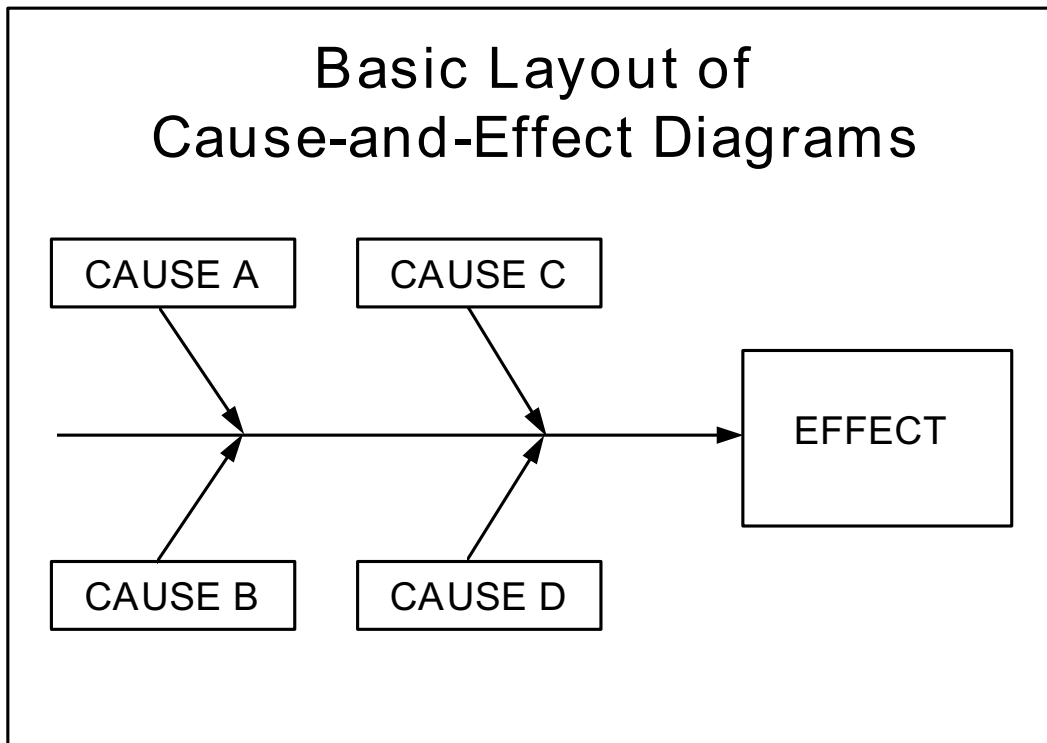 Basic Layout of
Cause-and-Effect Diagrams
CAUSE A
CAUSE C
EFFECT
CAUSE B
CAUSE D